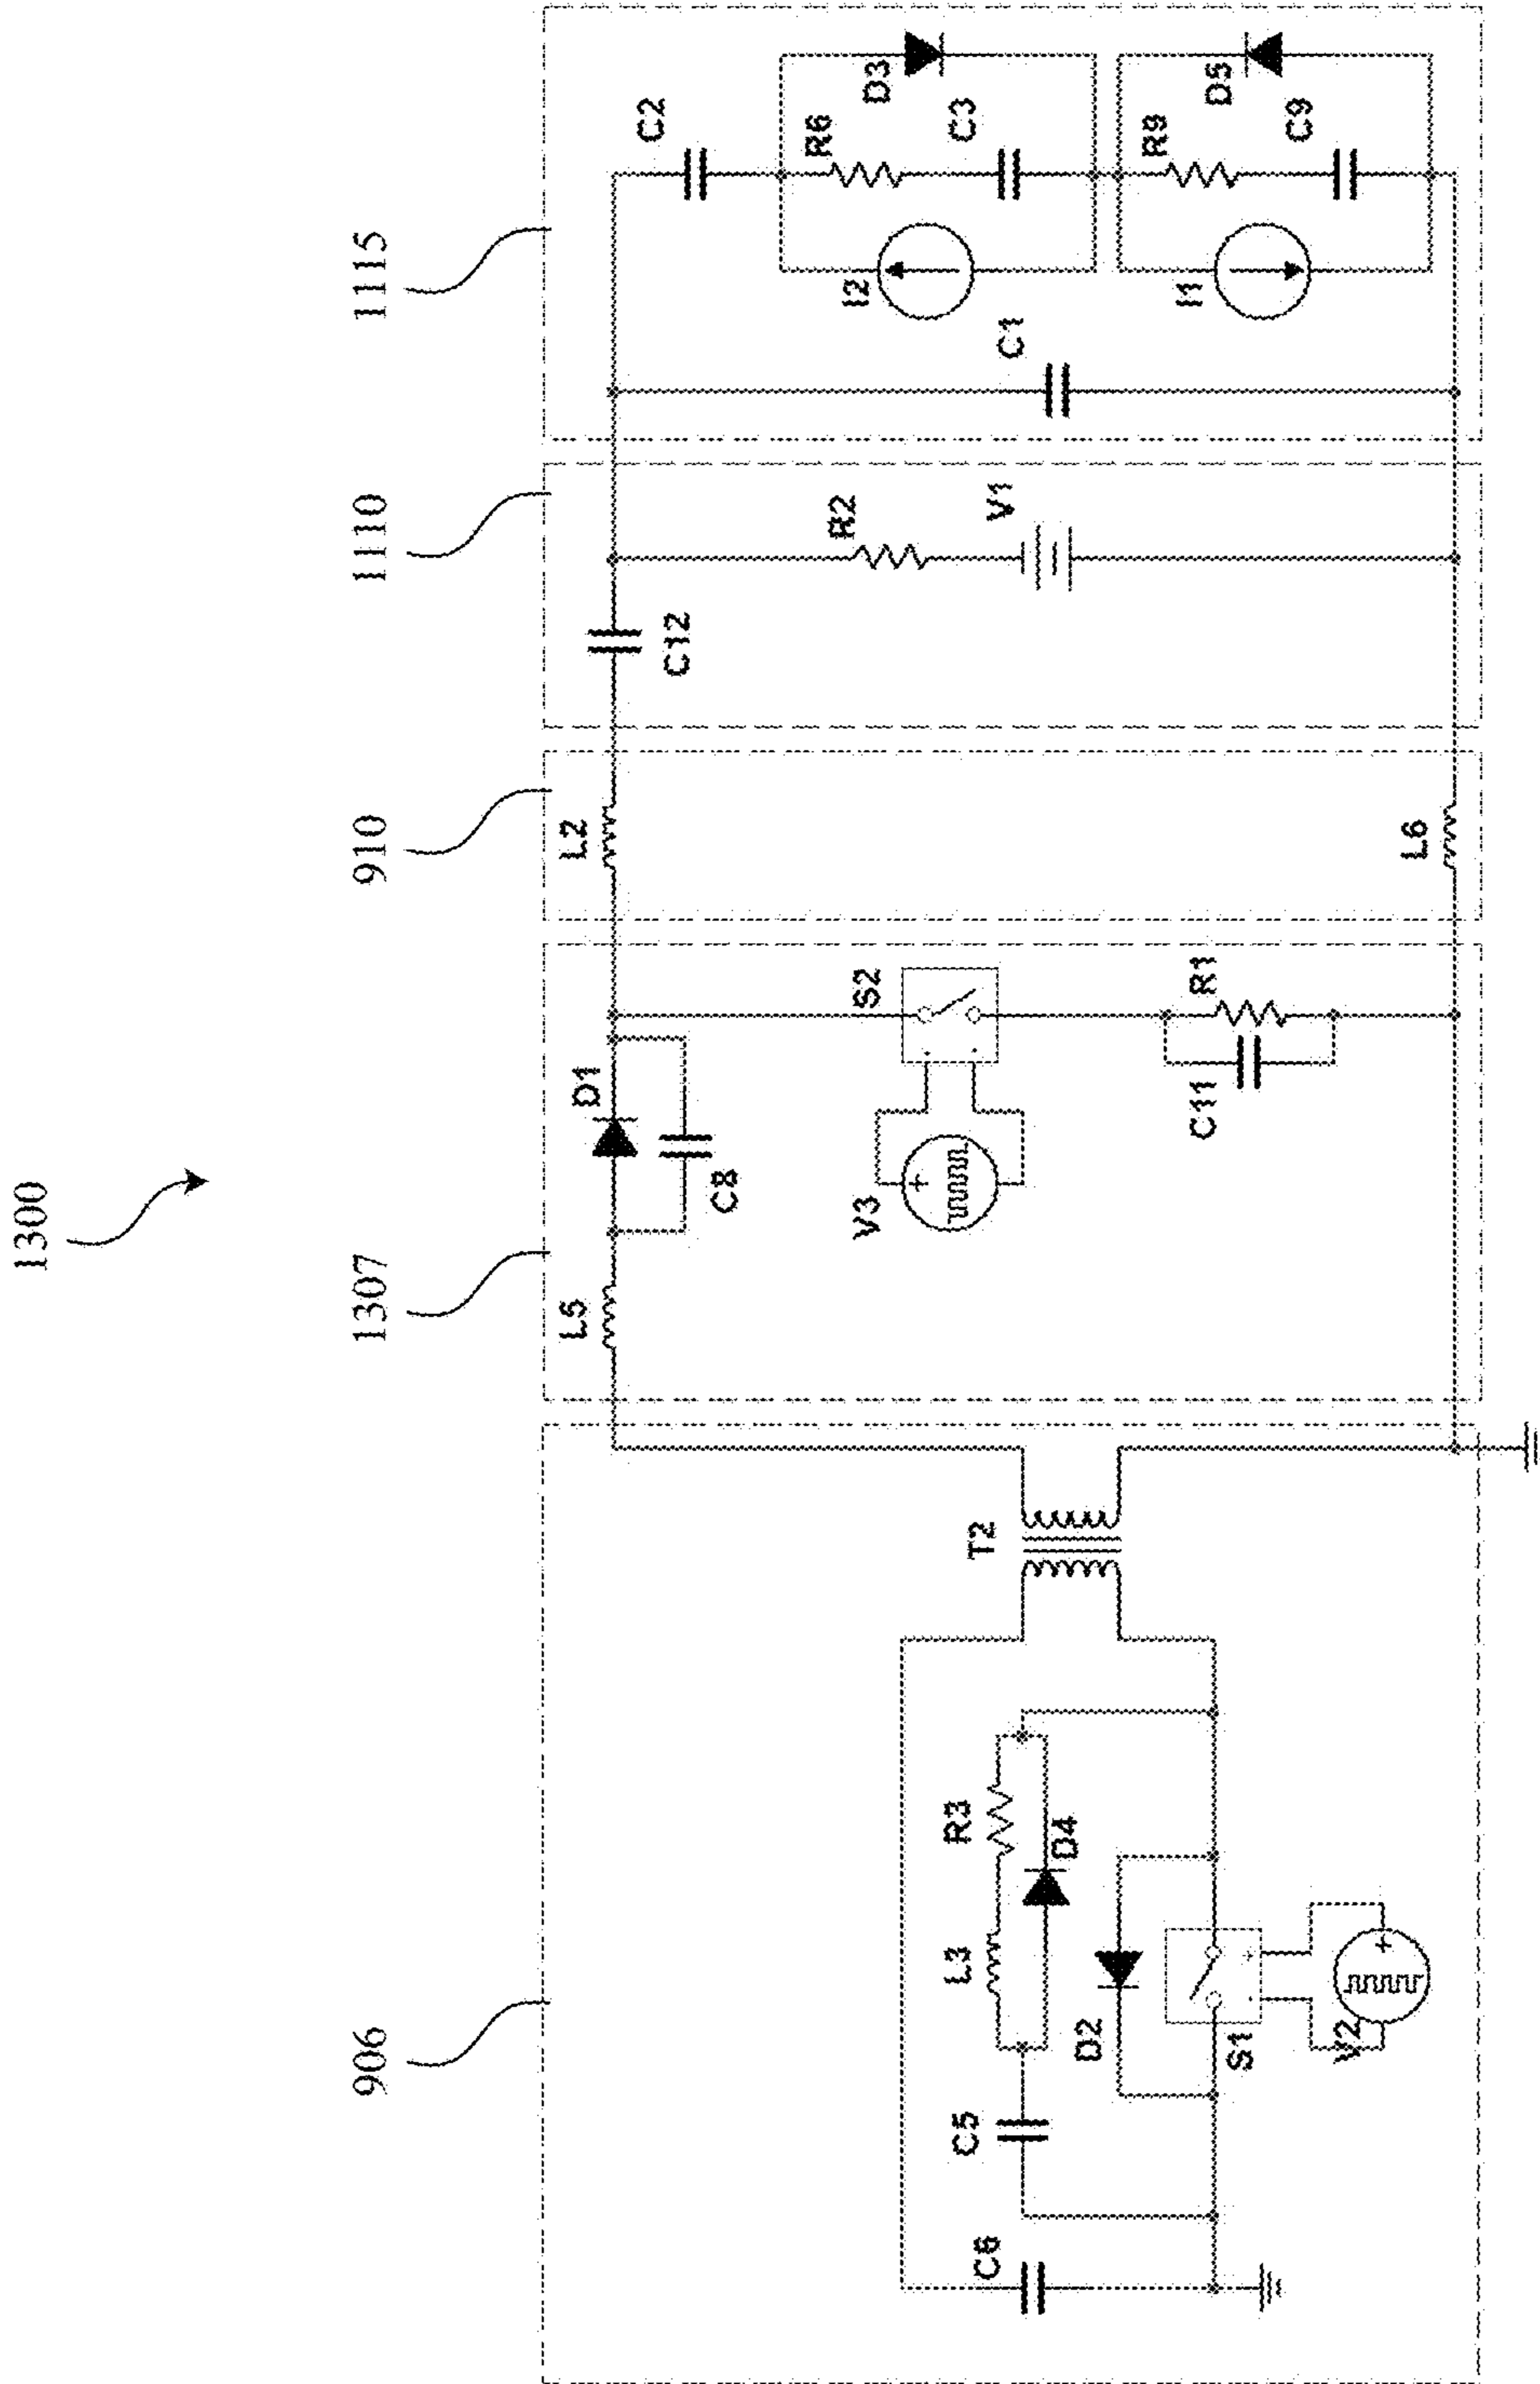 1300
906
1307
910
1110
1115
C6
C5
L3
R3
D4
D2
S1
V2
+
T2
L5
D1
C8
V3
+
S2
C11
R1
L2
L6
C12
R2
V1
C1
C2
I2
R6
C3
D3
I1
R9
C9
D5